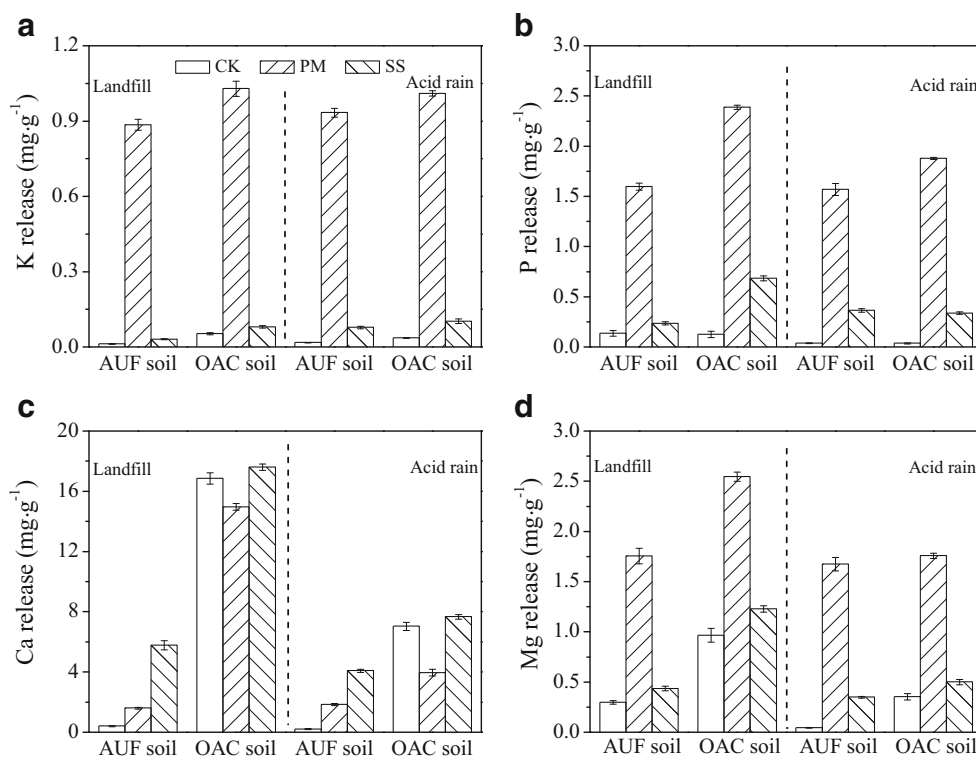 a
K release (mg·g⁻¹)
1.2
0.9
0.6
0.3
0.0
CK PM SS
Landfill
Acid rain
AUF soil OAC soil AUF soil OAC soil
b
P release (mg·g⁻¹)
3.0
2.5
2.0
1.5
1.0
0.5
0.0
Landfill
Acid rain
AUF soil OAC soil AUF soil OAC soil
c
Ca release (mg·g⁻¹)
20
16
12
8
4
0
Landfill
Acid rain
AUF soil OAC soil AUF soil OAC soil
d
Mg release (mg·g⁻¹)
3.0
2.5
2.0
1.5
1.0
0.5
0.0
Landfill
Acid rain
AUF soil OAC soil AUF soil OAC soil